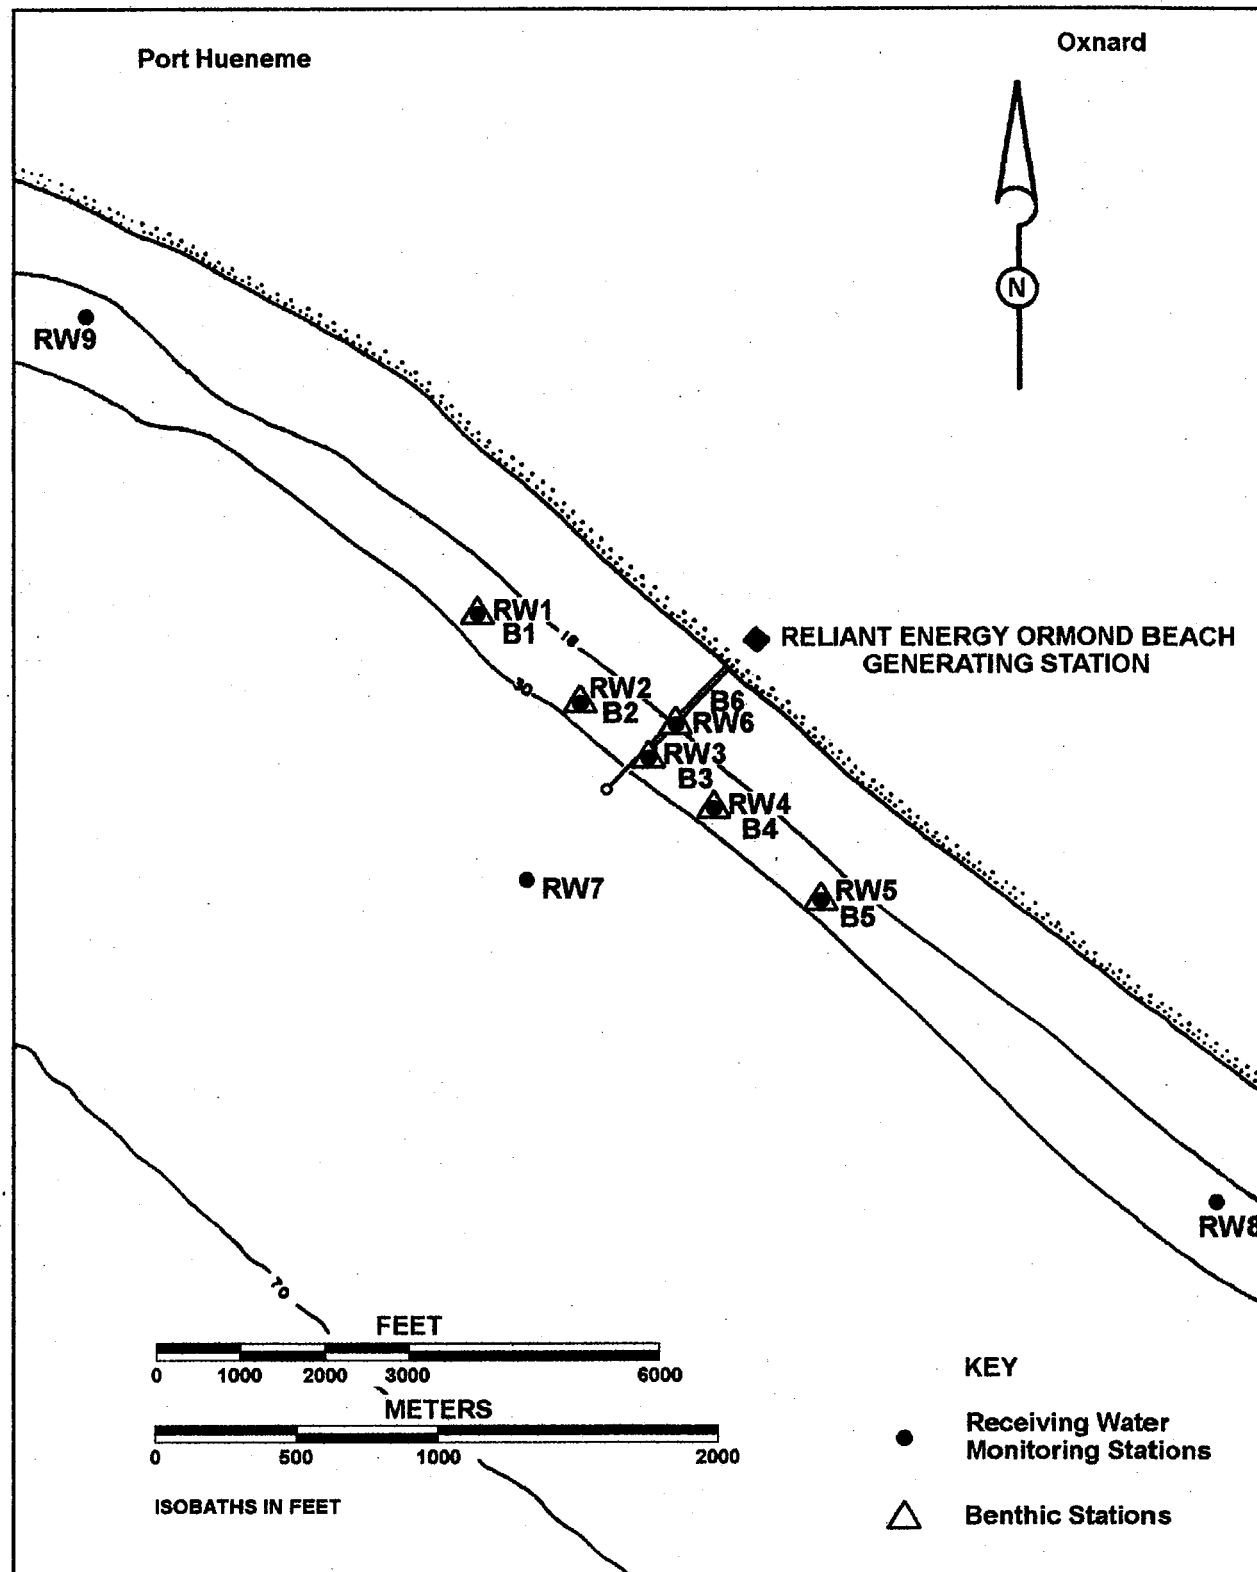 Port Hueneme
Oxnard
N
RW9
RW1
B1
18
RELIANT ENERGY ORMOND BEACH
GENERATING STATION
30
RW2
B2
B6
RW6
RW3
B3
RW4
B4
RW7
RW5
B5
RW8
70
FEET
0 1000 2000 3000 6000
METERS
0 500 1000 2000
ISOBATHS IN FEET
KEY
Receiving Water
Monitoring Stations
Benthic Stations